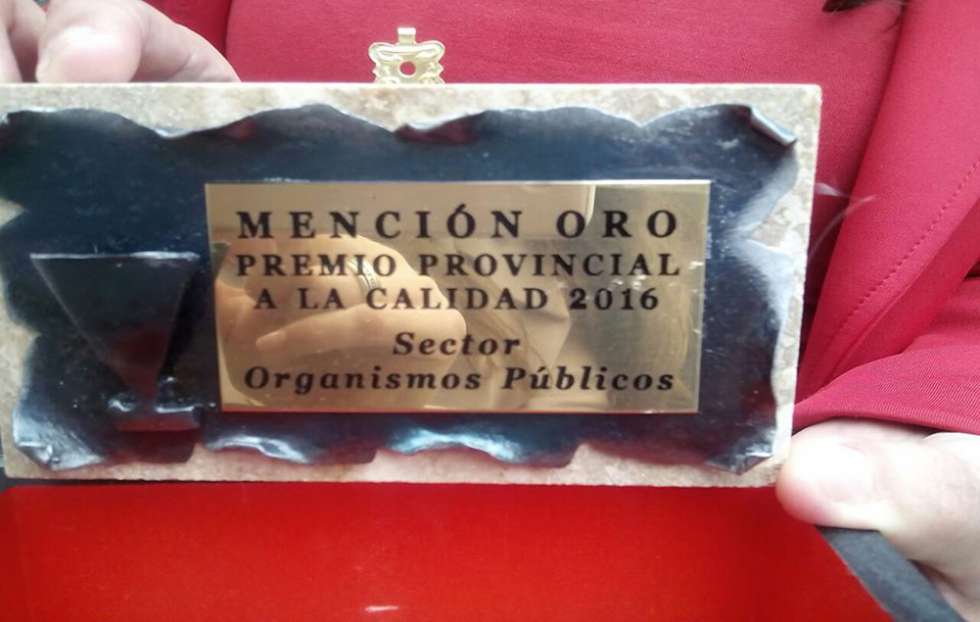 MENCIÓN ORO
PREMIO PROVINCIAL
A LA CALIDAD 2016
Sector
Organismos Públicos